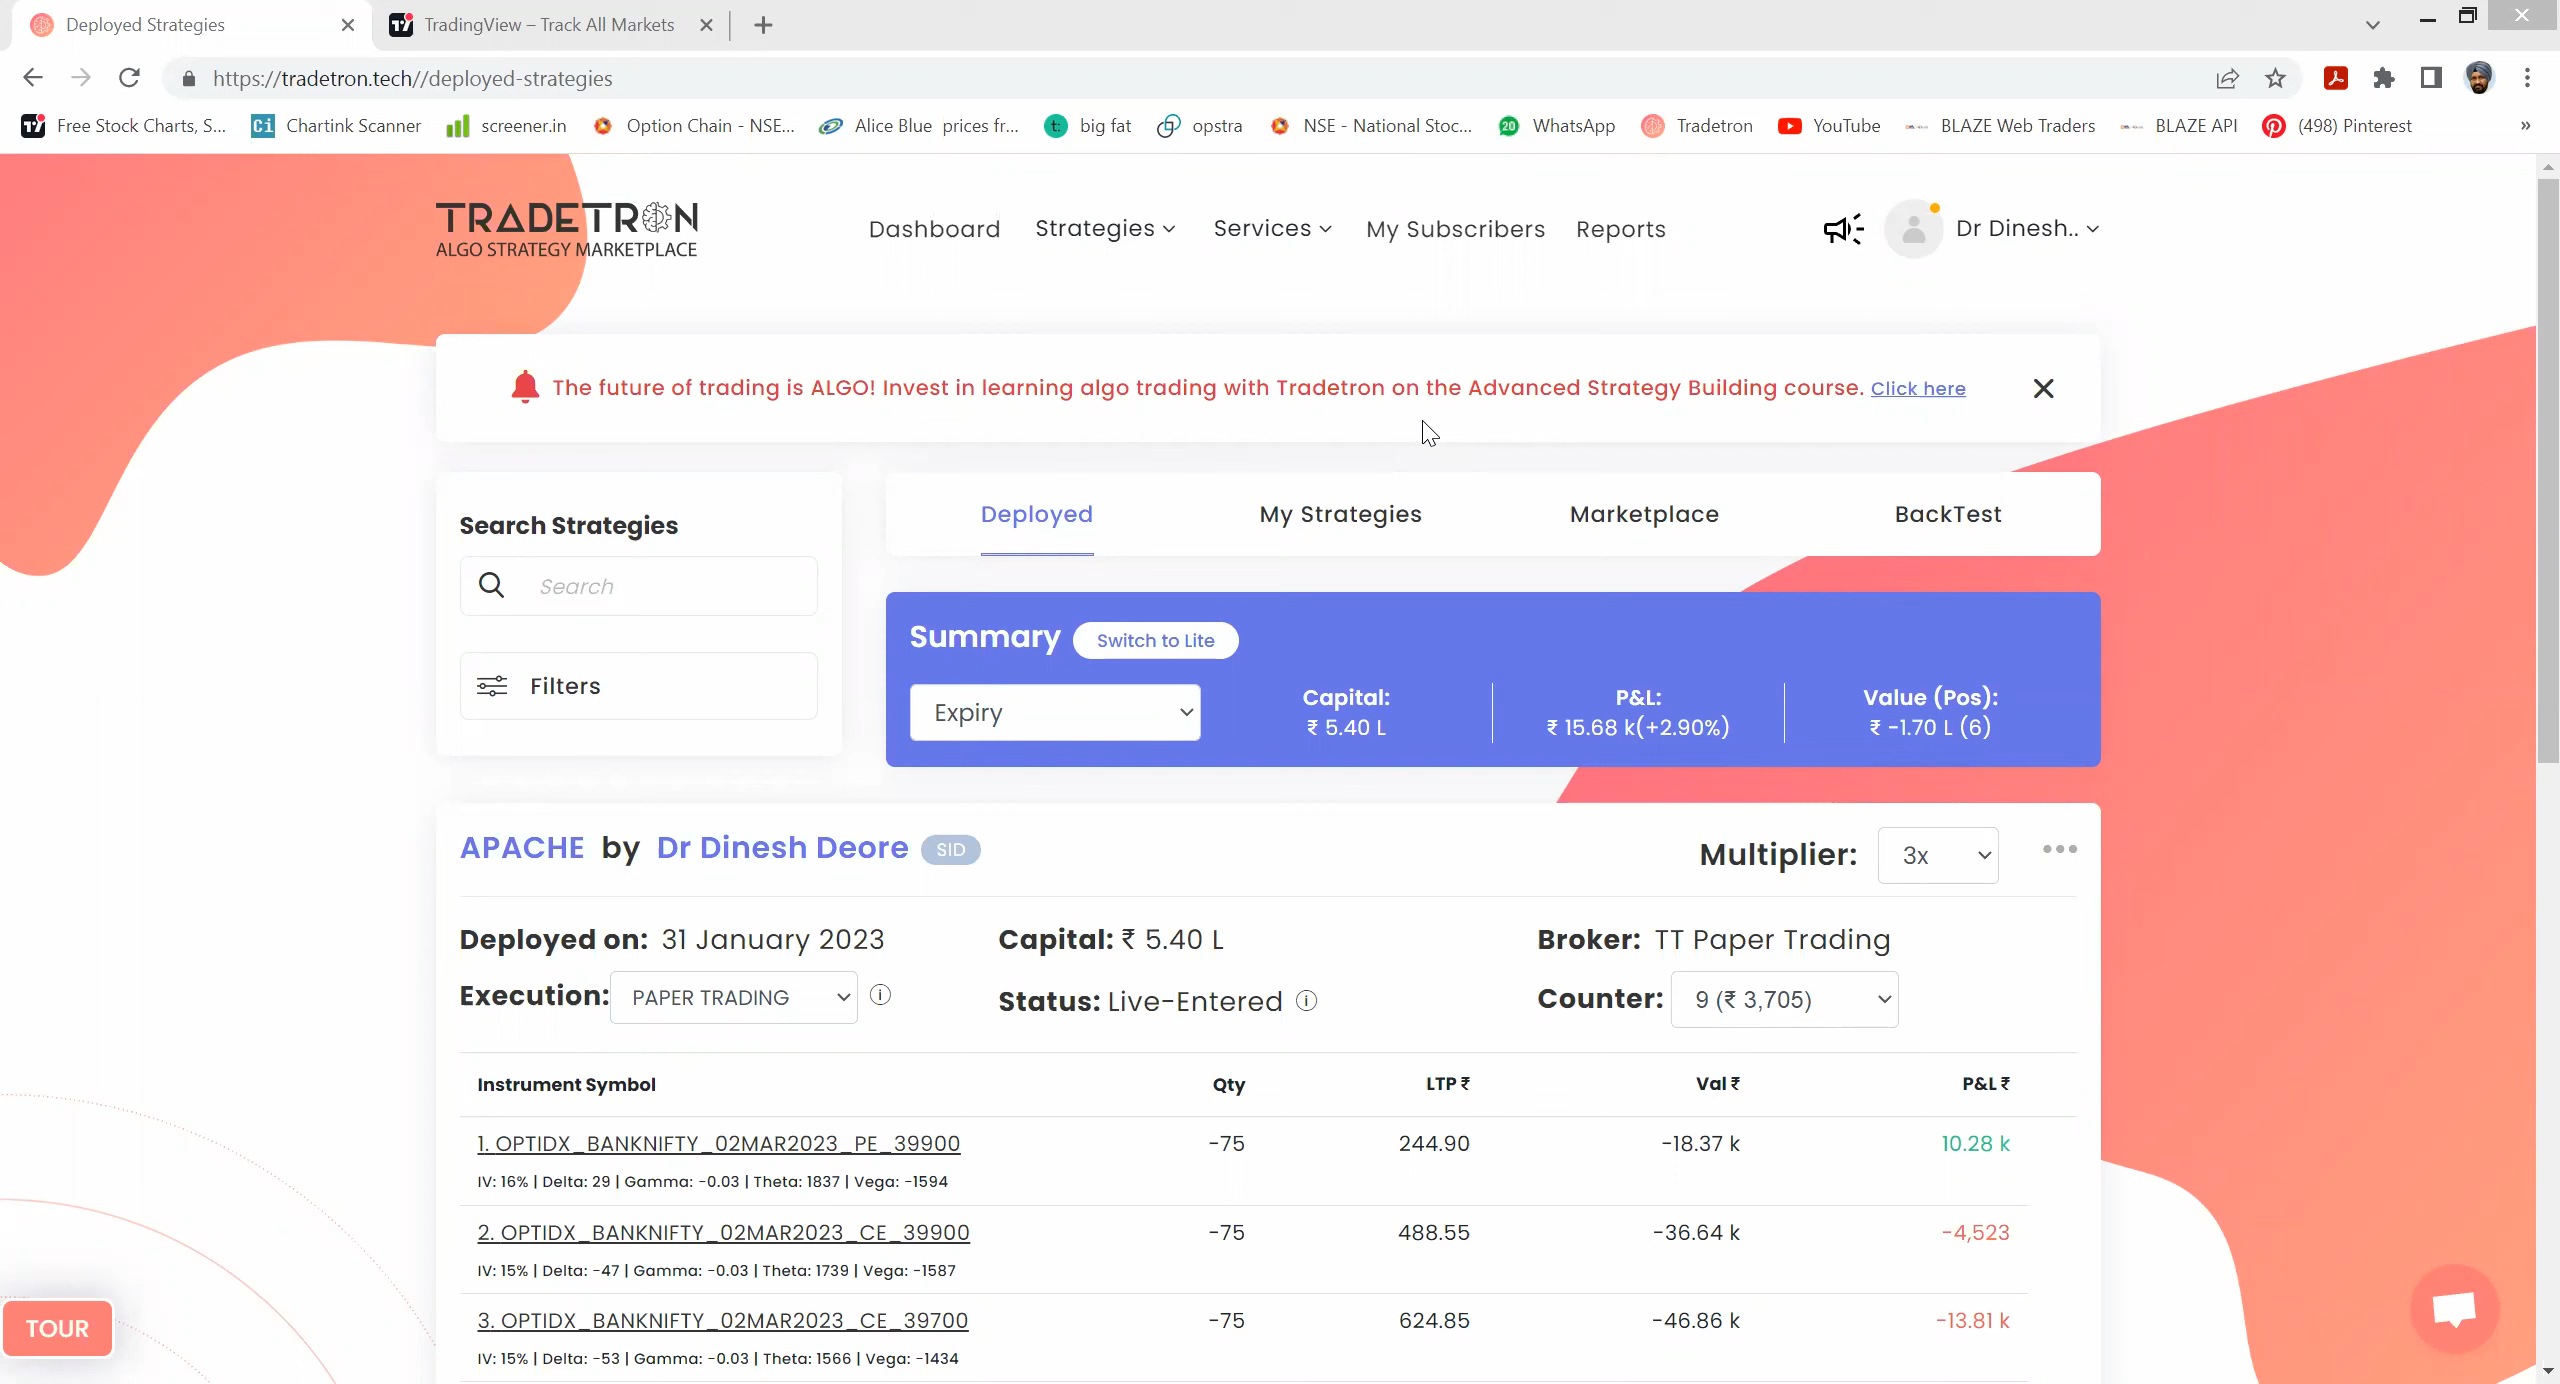 Deployed Strategies
TradingView – Track All Markets
https://tradetron.tech//deployed-strategies
Free Stock Charts, S...
Chartink Scanner
screener.in
Option Chain - NSE...
Alice Blue prices fr...
big fat
opstra
NSE - National Stoc...
20
WhatsApp
Tradetron
YouTube
BLAZE Web Traders
BLAZE API
(498) Pinterest
»
TRADETRON
ALGO STRATEGY MARKETPLACE
Dashboard
Strategies
Services
My Subscribers
Reports
Dr Dinesh..
The future of trading is ALGO! Invest in learning algo trading with Tradetron on the Advanced Strategy Building course. Click here
Search Strategies
Search
Filters
Deployed
My Strategies
Marketplace
BackTest
Summary
Switch to Lite
Expiry
Capital:
₹ 5.40 L
P&L:
₹ 15.68 k(+2.90%)
Value (Pos):
₹ -1.70 L (6)
APACHE by Dr Dinesh Deore SID
Multiplier: 3x
Deployed on: 31 January 2023
Capital: ₹ 5.40 L
Broker: TT Paper Trading
Execution: PAPER TRADING
Status: Live-Entered
Counter: 9 (₹ 3,705)
Instrument Symbol Qty LTP ₹ Val ₹ P&L ₹
1. OPTIDX_BANKNIFTY_02MAR2023_PE_39900 -75 244.90 -18.37 k 10.28 k
IV: 16% | Delta: 29 | Gamma: -0.03 | Theta: 1837 | Vega: -1594
2. OPTIDX_BANKNIFTY_02MAR2023_CE_39900 -75 488.55 -36.64 k -4,523
IV: 15% | Delta: -47 | Gamma: -0.03 | Theta: 1739 | Vega: -1587
3. OPTIDX_BANKNIFTY_02MAR2023_CE_39700 -75 624.85 -46.86 k -13.81 k
IV: 15% | Delta: -53 | Gamma: -0.03 | Theta: 1566 | Vega: -1434
TOUR